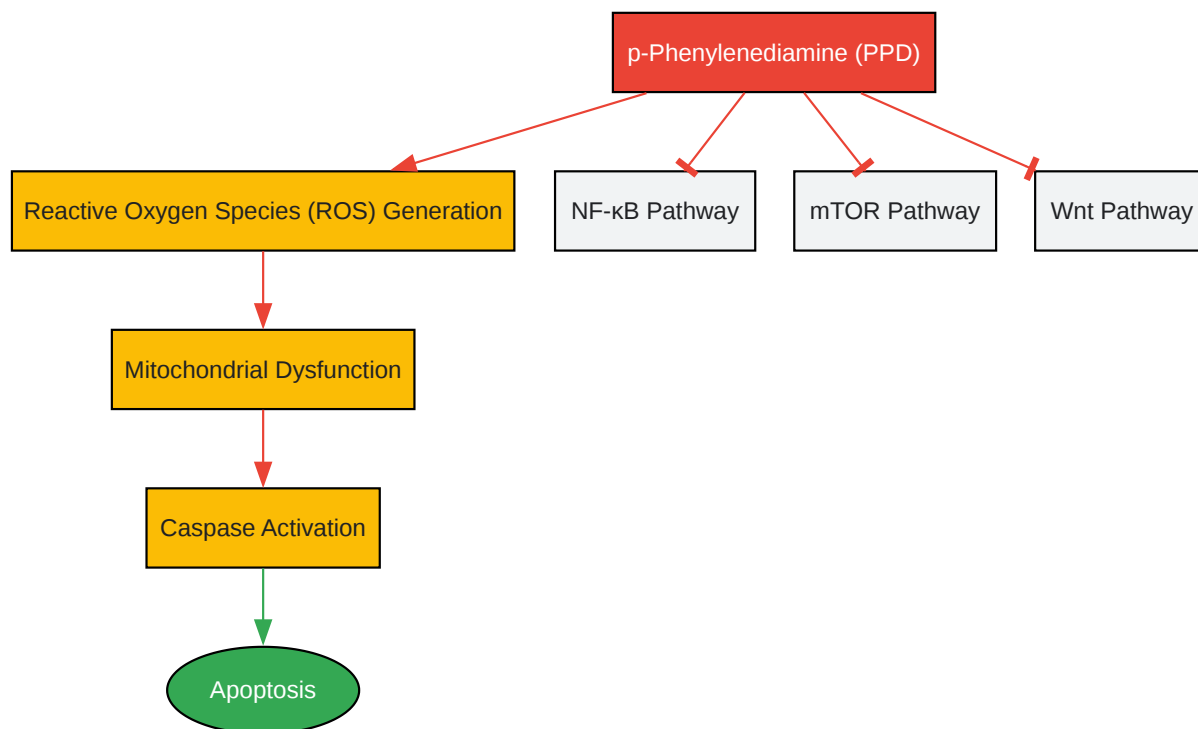 p-Phenylenediamine (PPD)
Reactive Oxygen Species (ROS) Generation
NF-κB Pathway
mTOR Pathway
Wnt Pathway
Mitochondrial Dysfunction
Caspase Activation
Apoptosis